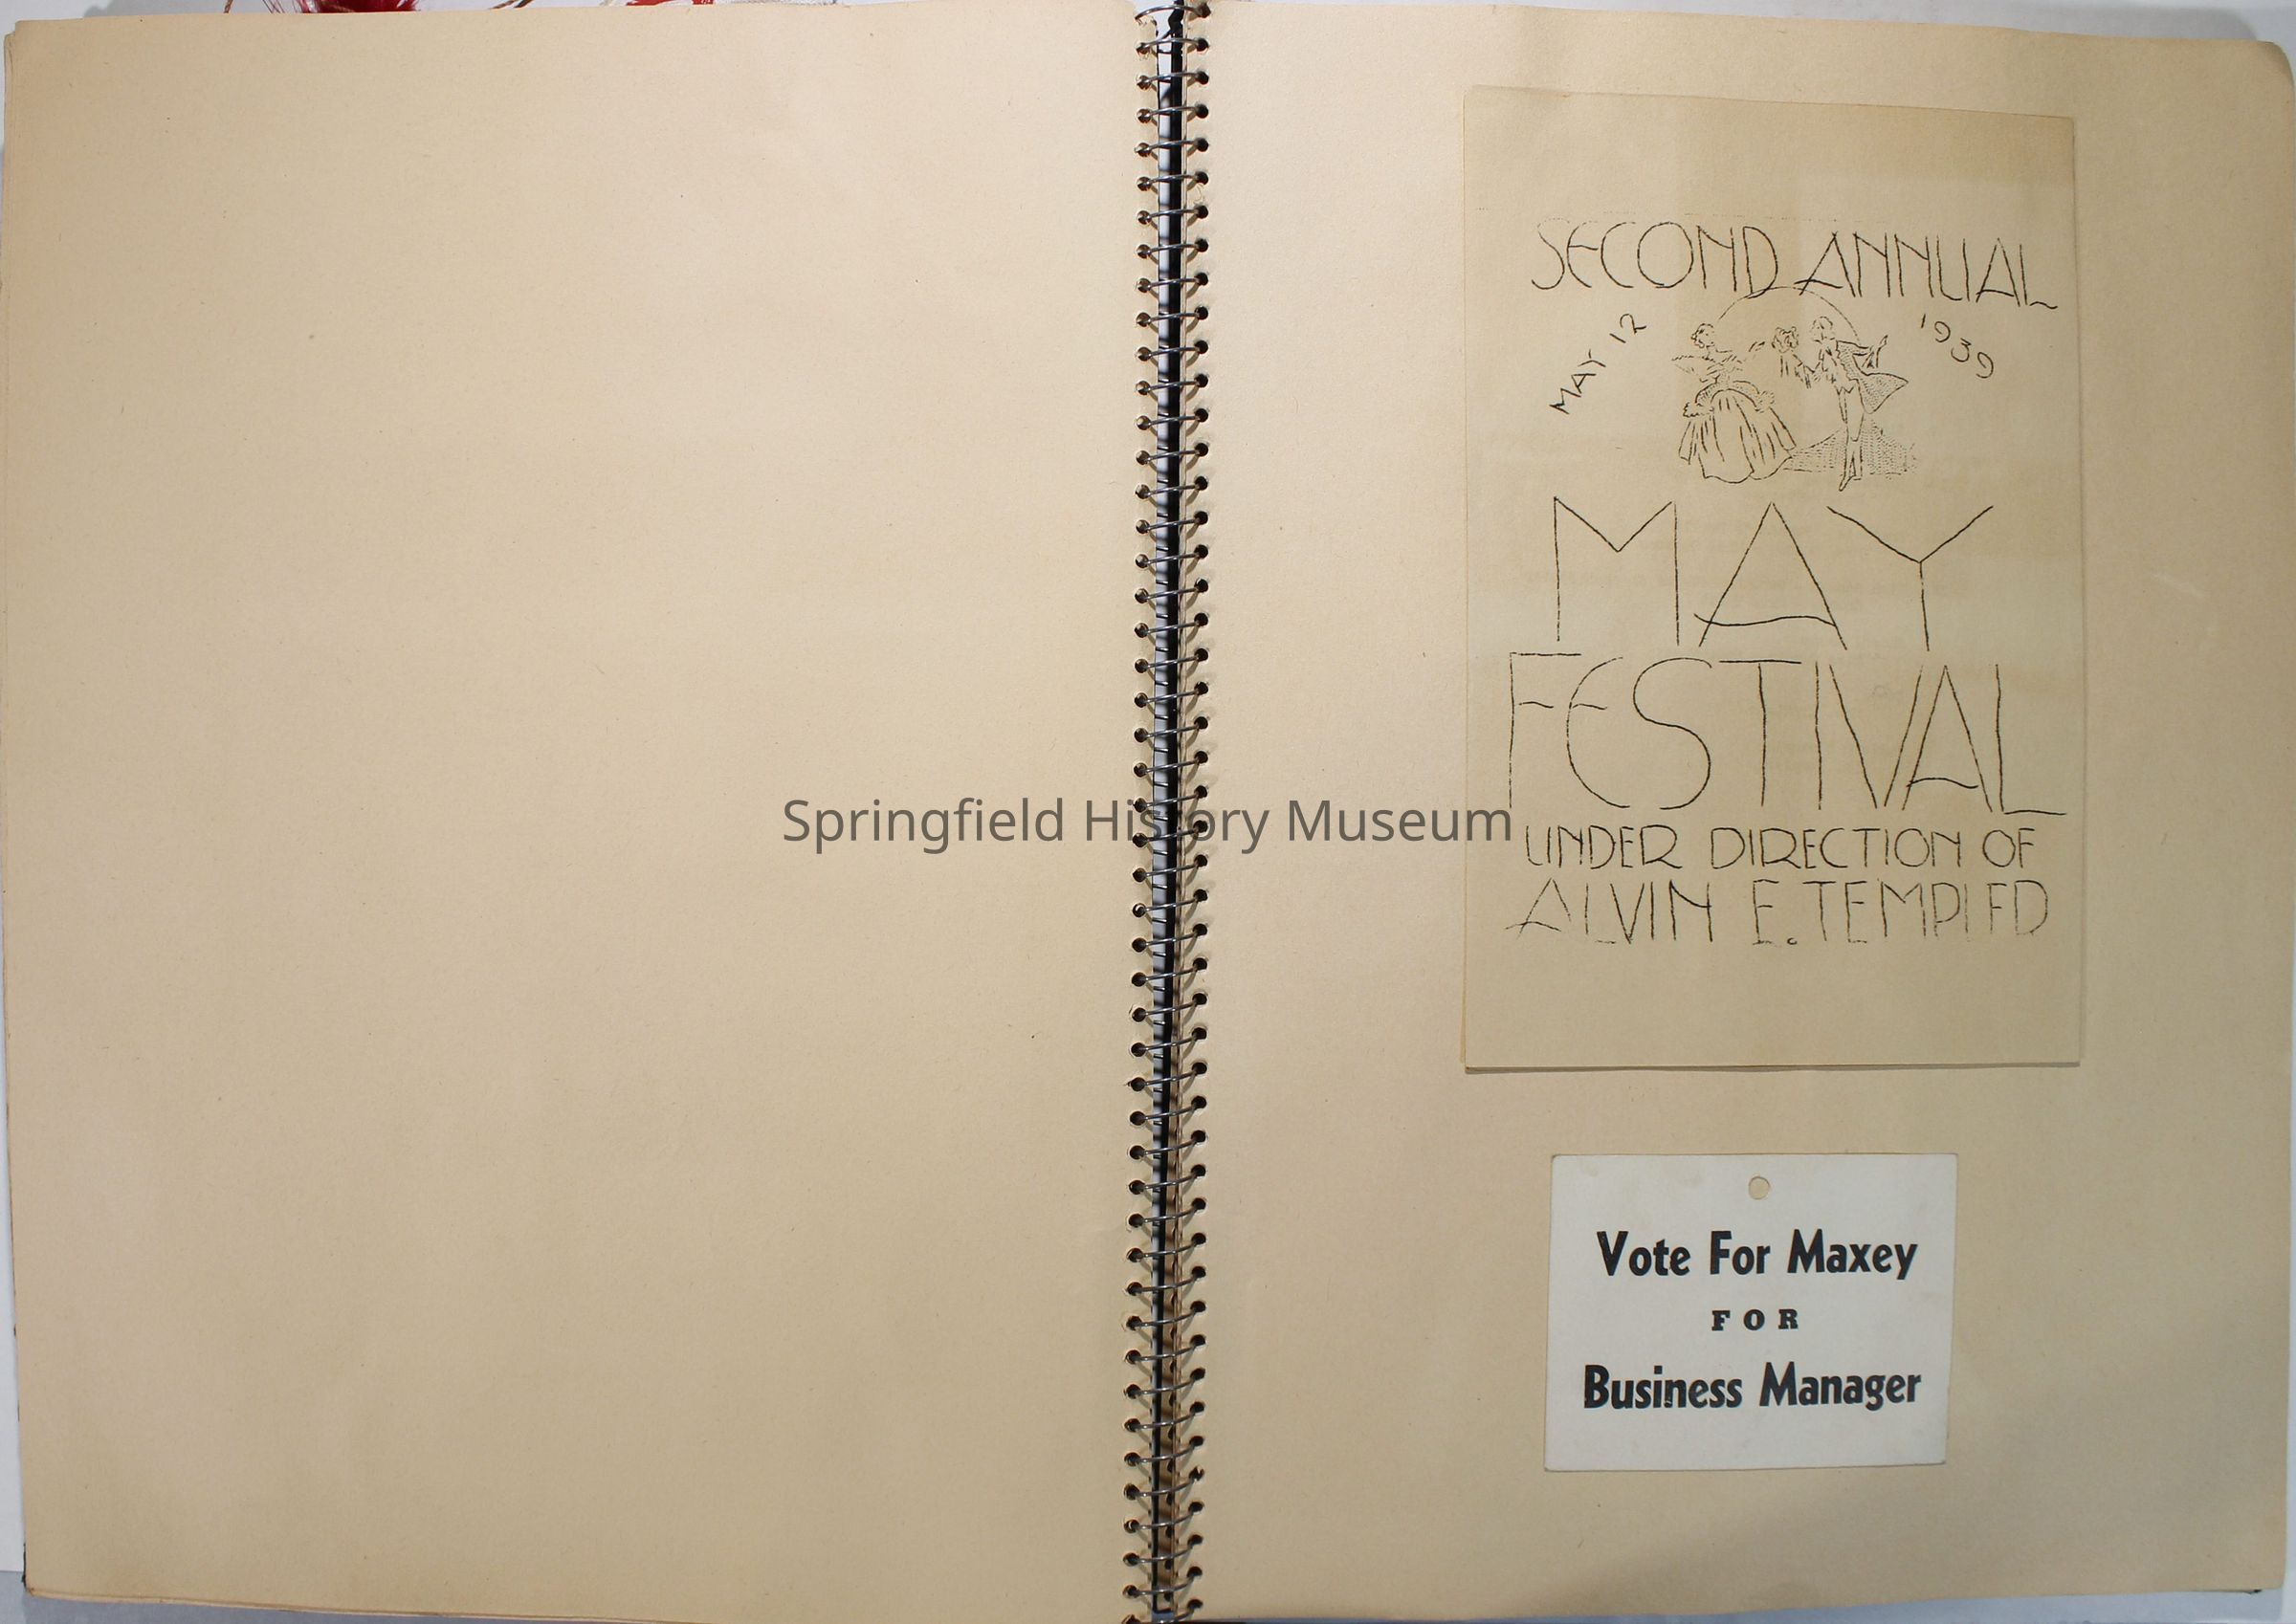 SECOND ANNUAL
MAY 12 1939
MAY
FESTIVAL
UNDER DIRECTION OF
ALVIN E. TEMPLED
Springfield History Museum
Vote For Maxey
FOR
Business Manager